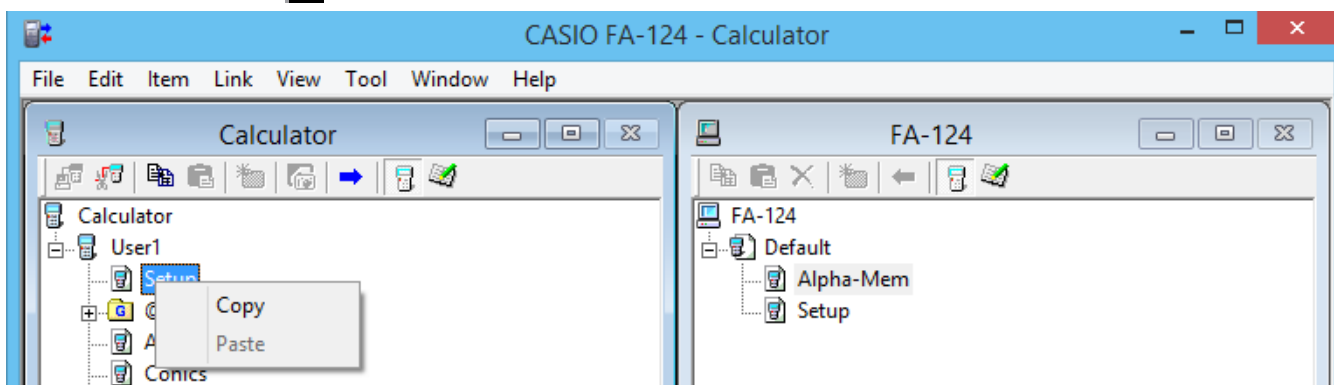 CASIO FA-124 - Calculator
File Edit Item Link View Tool Window Help
Calculator
FA-124
Calculator
User1
Setup
Copy
Paste
Conics
FA-124
Default
Alpha-Mem
Setup